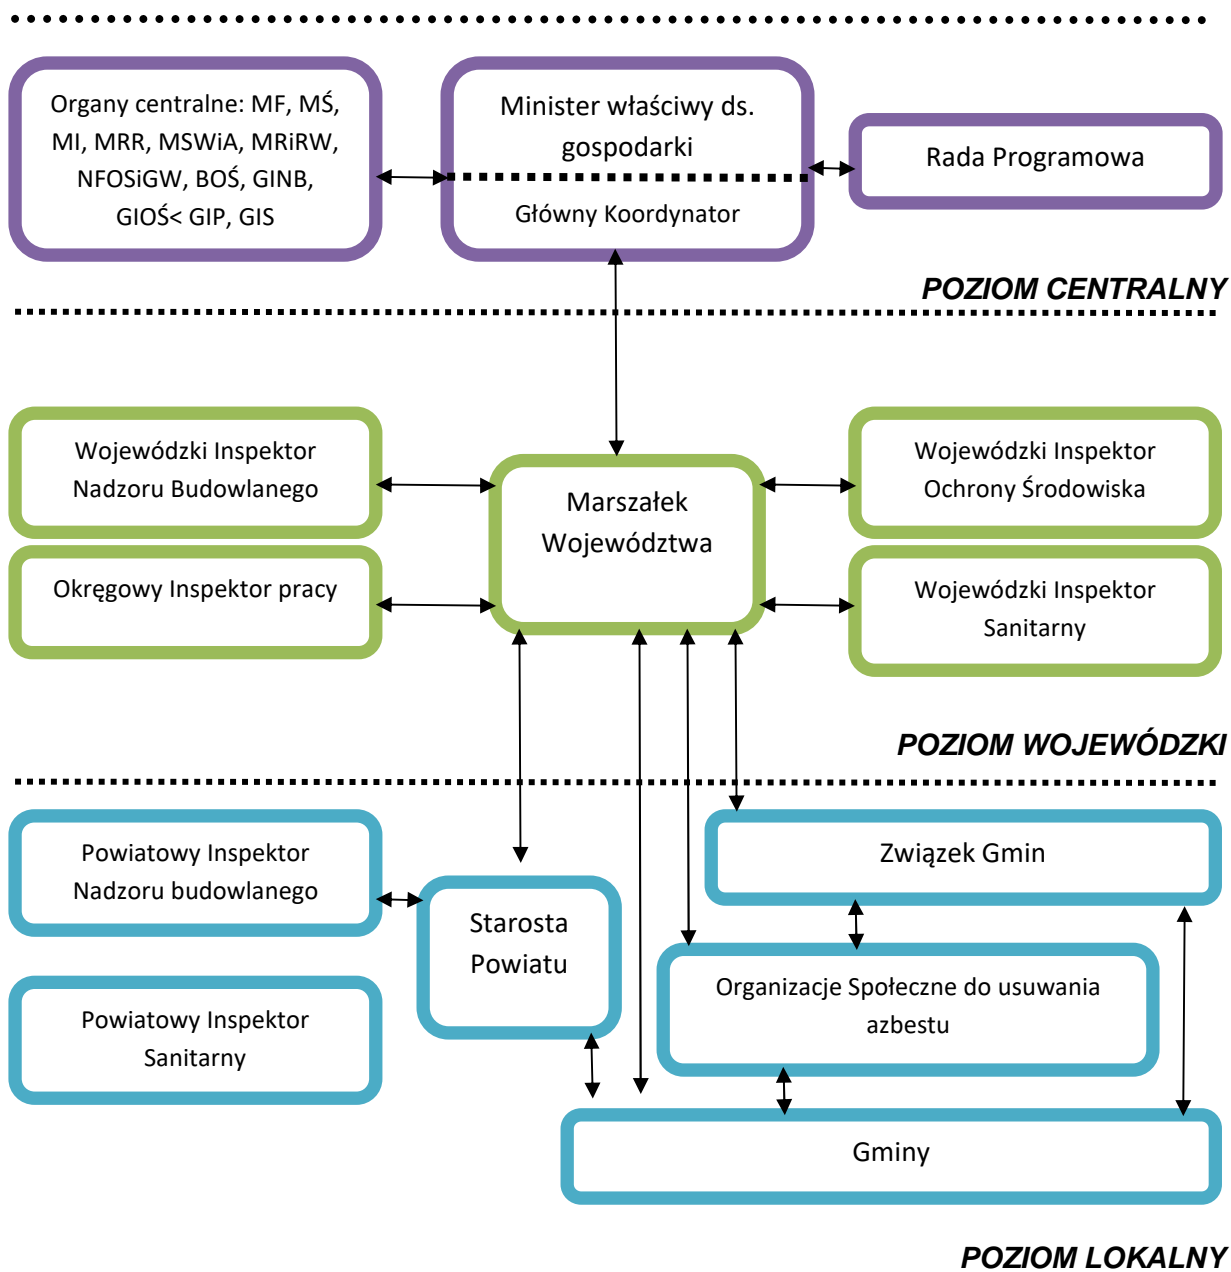 Organy centralne: MF, MŚ,
MI, MRR, MSWiA, MRiRW,
NFOSiGW, BOŚ, GINB,
GIOŚ< GIP, GIS
Minister właściwy ds.
gospodarki
Główny Koordynator
Rada Programowa
POZIOM CENTRALNY
Wojewódzki Inspektor
Nadzoru Budowlanego
Okręgowy Inspektor pracy
Marszałek
Województwa
Wojewódzki Inspektor
Ochrony Środowiska
Wojewódzki Inspektor
Sanitarny
POZIOM WOJEWÓDZKI
Powiatowy Inspektor
Nadzoru budowlanego
Powiatowy Inspektor
Sanitarny
Starosta
Powiatu
Związek Gmin
Organizacje Społeczne do usuwania
azbestu
Gminy
POZIOM LOKALNY